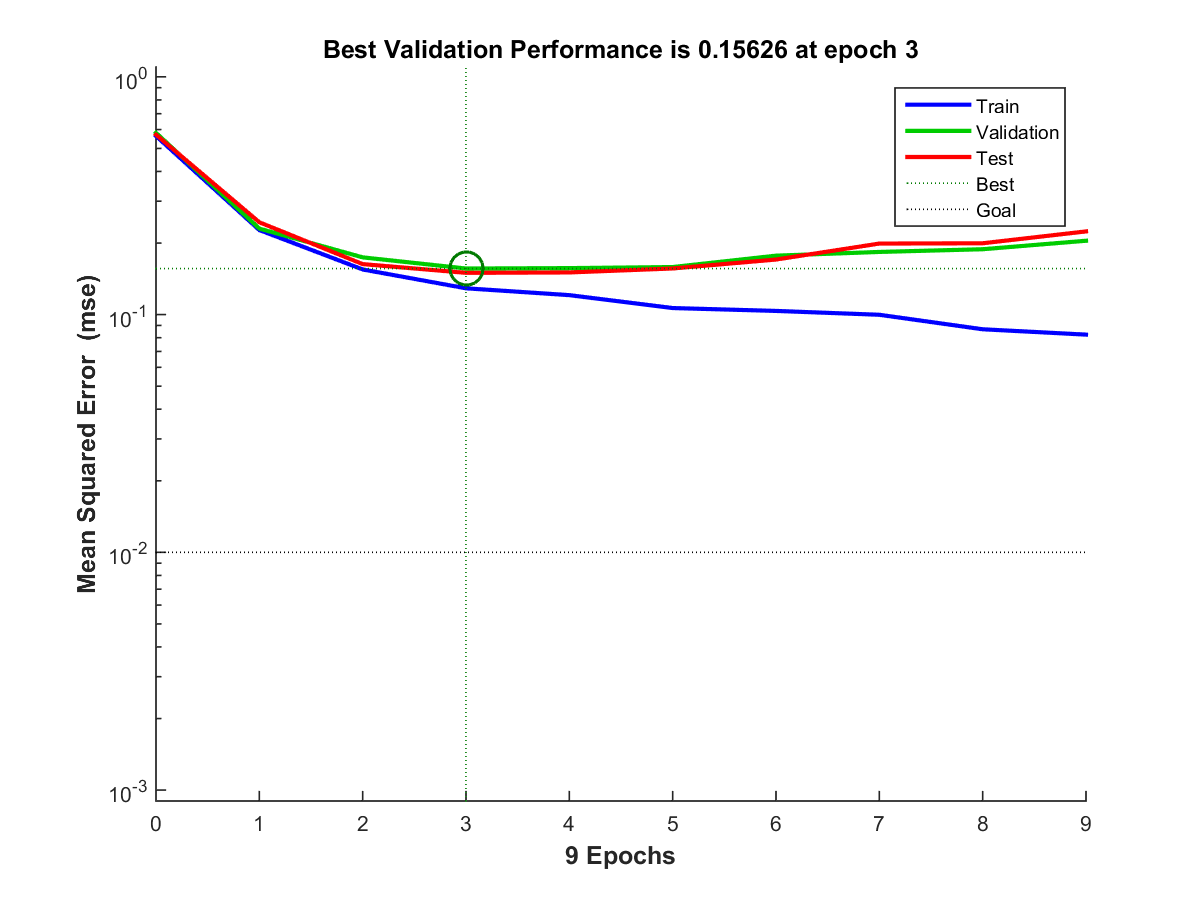 Best Validation Performance is 0.15626 at epoch 3
Mean Squared Error (mse)
10^0
10^-1
10^-2
10^-3
Train
Validation
Test
Best
Goal
0 1 2 3 4 5 6 7 8 9
9 Epochs